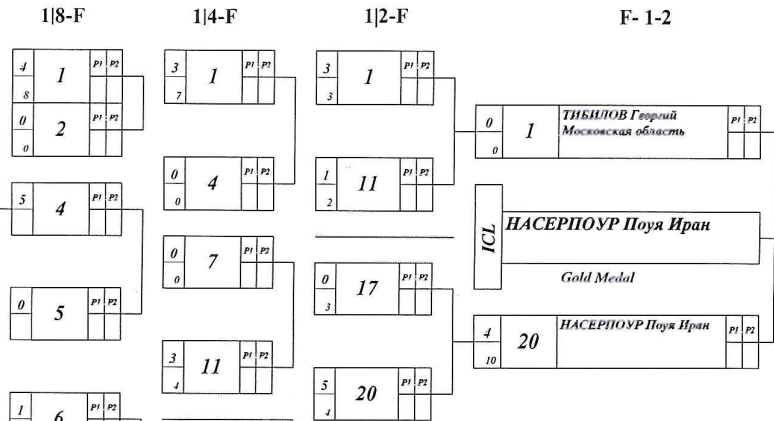 1|8-F
1|4-F
1|2-F
F- 1-2
4 1 P1 P2
8
0 2 P1 P2
0
5 4 P1 P2
0 5 P1 P2
1 6 P1 P2
3 1 P1 P2
7
0 4 P1 P2
0
0 7 P1 P2
0
3 11 P1 P2
4
3 1 P1 P2
3
1 11 P1 P2
2
0 17 P1 P2
3
5 20 P1 P2
4
0 1 ТИБИЛОВ Георгий P1 P2
0 Московская область
ICL НАСЕРПОУР Поуя Иран
Gold Medal
4 20 НАСЕРПОУР Поуя Иран P1 P2
10